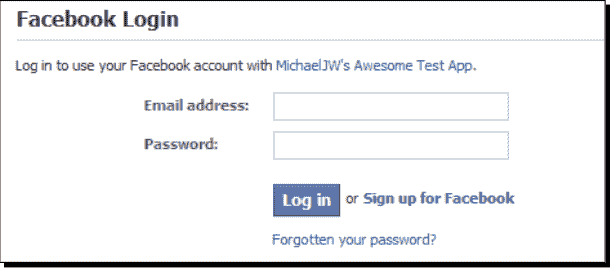 Facebook Login
Log in to use your Facebook account with MichaelJW's Awesome Test App.
Email address:
Password:
Log in or Sign up for Facebook
Forgotten your password?